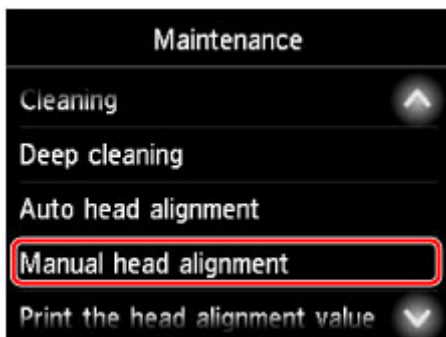 Maintenance
Cleaning
Deep cleaning
Auto head alignment
Manual head alignment
Print the head alignment value